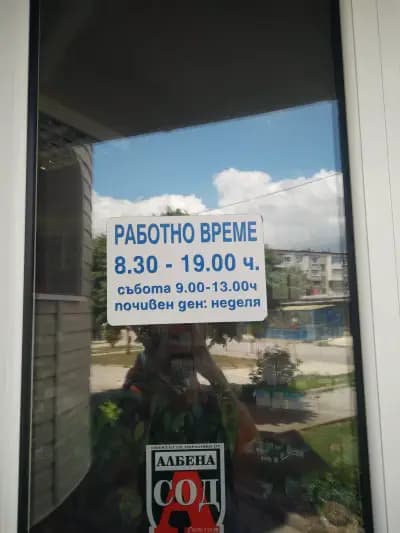 РАБОТНО ВРЕМЕ
8.30 - 19.00 ч.
събота 9.00-13.00ч
почивен ден: неделя
АЛБЕНА
СОД